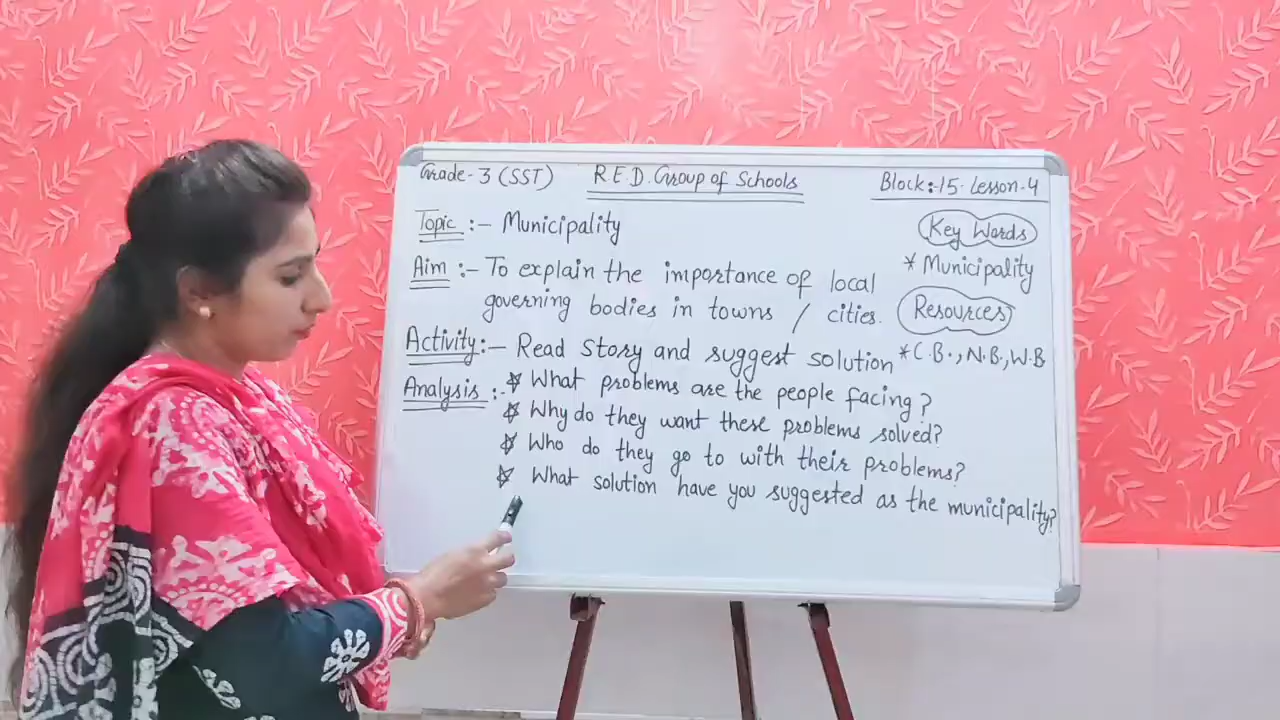 Grade-3 (SST) R.E.D. Group of Schools Block:-15. Lesson-4
Topic :- Municipality
Key Words
Aim :- To explain the importance of local
* Municipality
governing bodies in towns / cities.
Resources
Activity:- Read Story and suggest solution
* C.B., N.B., W.B
Analysis :- ☆ What problems are the people facing?
☆ Why do they want these problems solved?
☆ Who do they go to with their problems?
☆ What solution have you suggested as the municipality?